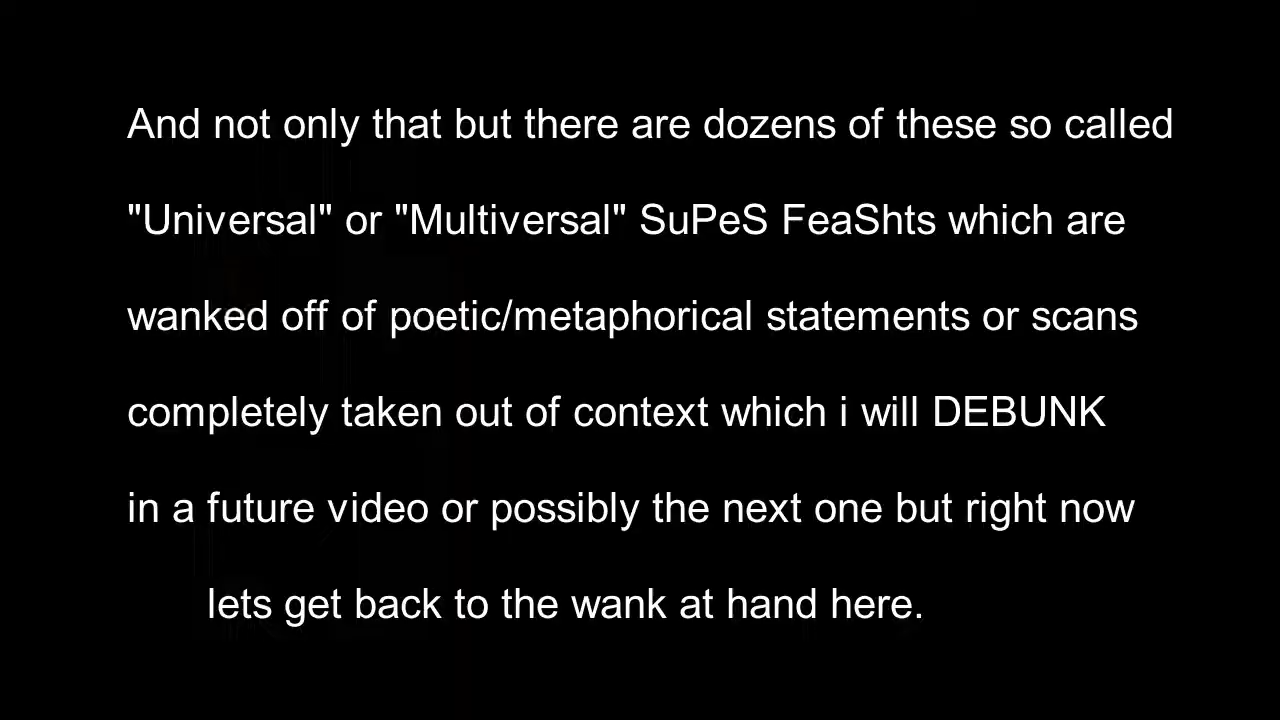 And not only that but there are dozens of these so called
"Universal" or "Multiversal" SuPeS FeaShts which are
wanked off of poetic/metaphorical statements or scans
completely taken out of context which i will DEBUNK
in a future video or possibly the next one but right now
lets get back to the wank at hand here.